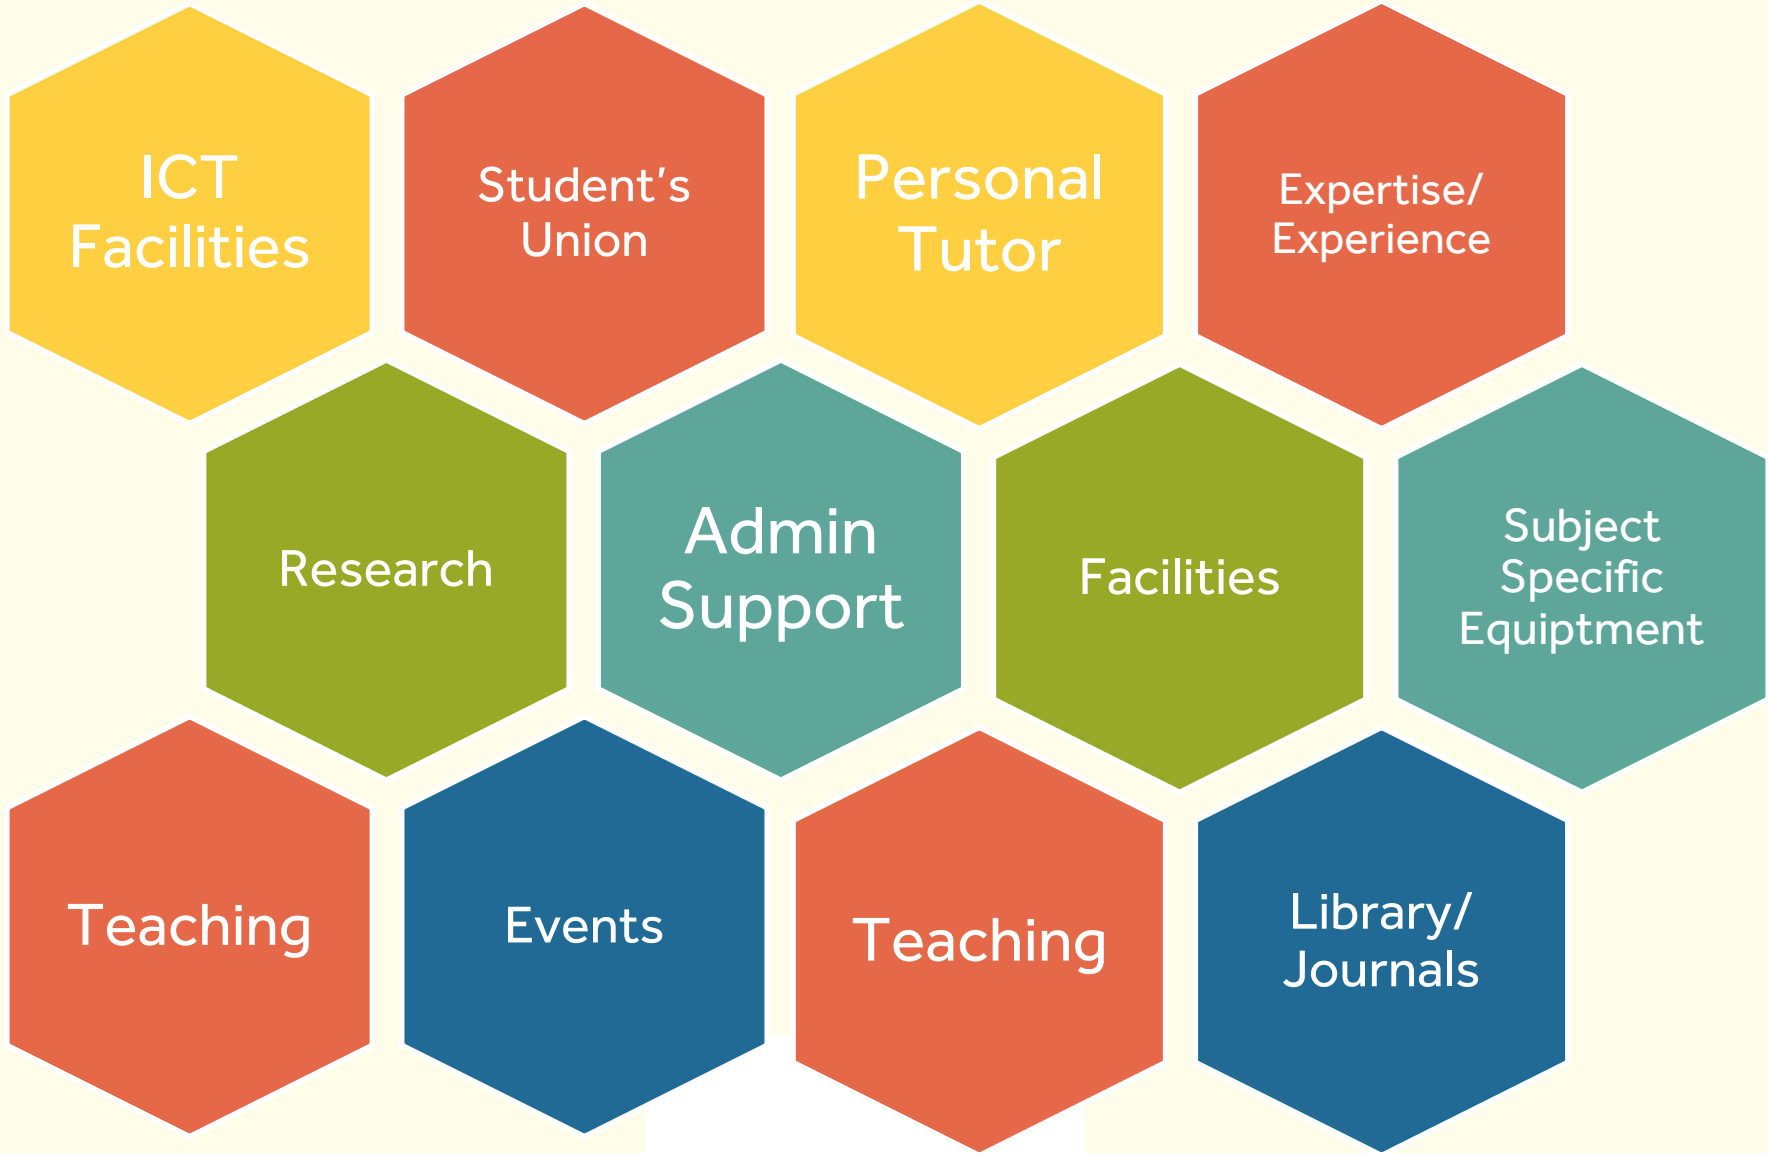 ICT
Facilities
Student’s
Union
Personal
Tutor
Expertise/
Experience
Research
Admin
Support
Facilities
Subject
Specific
Equiptment
Teaching
Events
Teaching
Library/
Journals